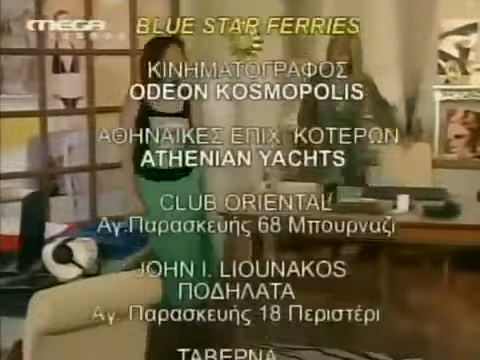 MEGA
BLUE STAR FERRIES
ΚΙΝΗΜΑΤΟΓΡΑΦΟΣ
ODEON KOSMOPOLIS
ΑΘΗΝΑΙΚΕΣ ΕΠΙΧ ΚΟΤΕΡΩΝ
ATHENIAN YACHTS
CLUB ORIENTAL
Αγ.Παρασκευής 68 Μπουρναζι
JOHN I. LIOUNAKOS
ΠΟΔΗΛΑΤΑ
Αγ. Παρασκευής 18 Περιστέρι
ΤΑΒΕΡΝΑ